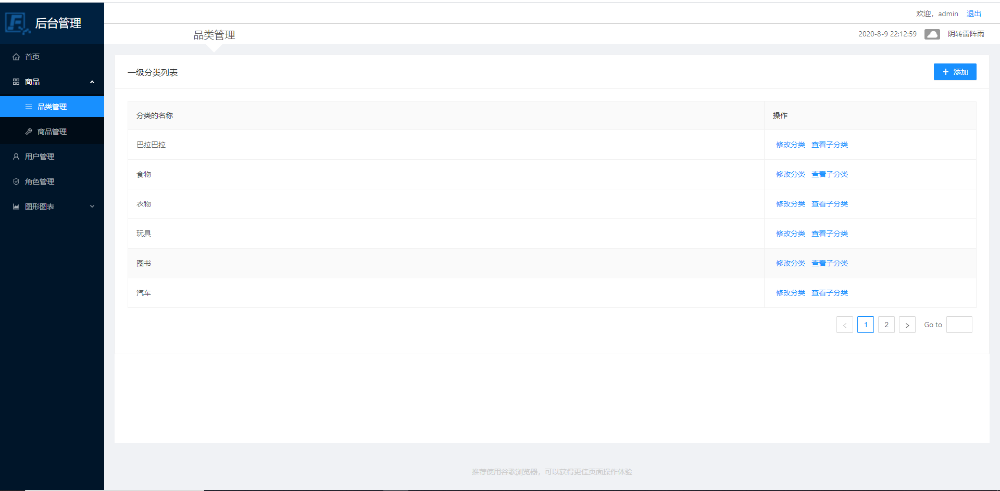 后台管理
欢迎，admin 退出
品类管理
2020-8-9 22:12:59 阴转雷阵雨
首页
商品
品类管理
商品管理
用户管理
角色管理
图形图表
一级分类列表
添加
分类的名称 操作
巴拉巴拉 修改分类 查看子分类
食物 修改分类 查看子分类
衣物 修改分类 查看子分类
玩具 修改分类 查看子分类
图书 修改分类 查看子分类
汽车 修改分类 查看子分类
< 1 2 > Go to
推荐使用谷歌浏览器，可以获得更佳页面操作体验